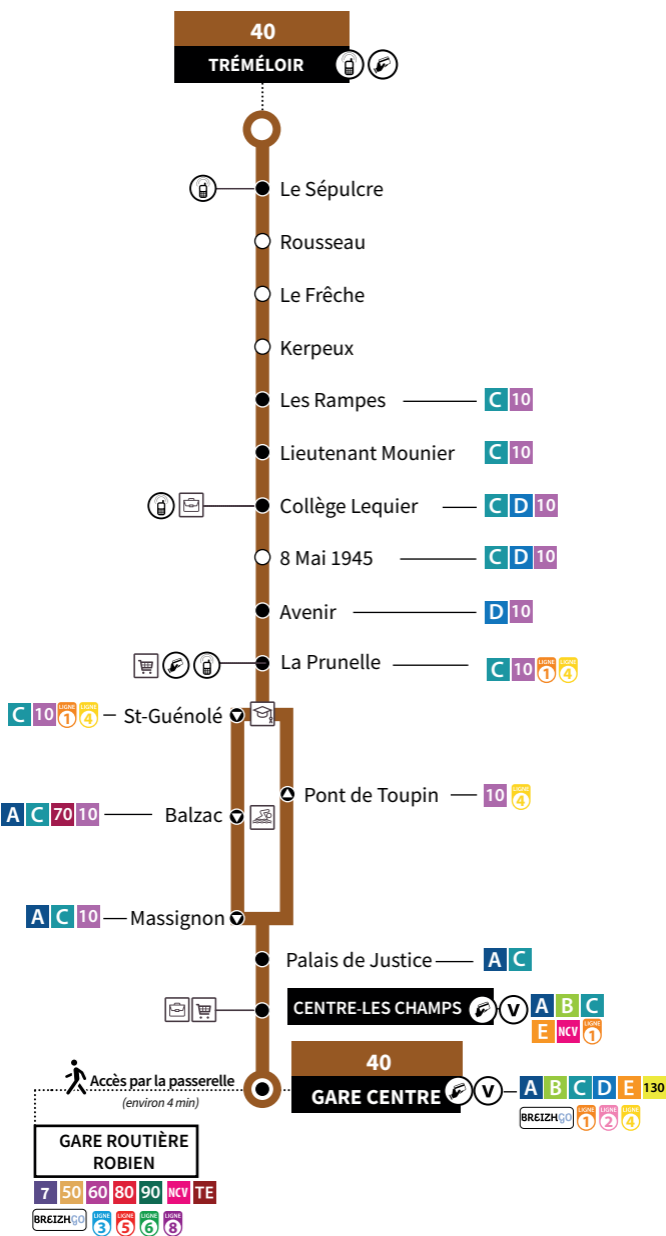 40
TRÉMÉLOIR
Le Sépulcre
Rousseau
Le Frêche
Kerpeux
Les Rampes C 10
Lieutenant Mounier C 10
Collège Lequier C D 10
8 Mai 1945 C D 10
Avenir D 10
La Prunelle C 10 LIGNE 1 LIGNE 4
C 10 LIGNE 1 LIGNE 4 St-Guénolé
Pont de Toupin 10 LIGNE 4
A C 70 10 Balzac
A C 10 Massignon
Palais de Justice A C
CENTRE-LES CHAMPS V A B C
E NCV LIGNE 1
40
GARE CENTRE V A B C D E 130
BREIZHGO LIGNE 1 LIGNE 2 LIGNE 4
Accès par la passerelle
(environ 4 min)
GARE ROUTIÈRE
ROBIEN
7 50 60 80 90 NCV TE
BREIZHGO LIGNE 3 LIGNE 5 LIGNE 6 LIGNE 8